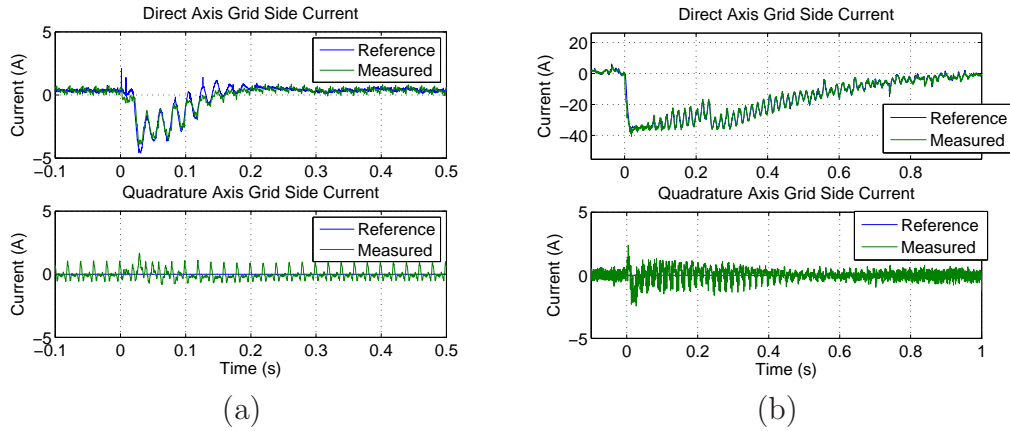 Direct Axis Grid Side Current
5
0
−5
Current (A)
−0.1 0 0.1 0.2 0.3 0.4 0.5
Reference
Measured
Quadrature Axis Grid Side Current
5
0
−5
Current (A)
−0.1 0 0.1 0.2 0.3 0.4 0.5
Time (s)
Reference
Measured
(a)
Direct Axis Grid Side Current
20
0
−20
−40
Current (A)
0 0.2 0.4 0.6 0.8
Reference
Measured
Quadrature Axis Grid Side Current
5
0
−5
Current (A)
0 0.2 0.4 0.6 0.8 1
Time (s)
Reference
Measured
(b)